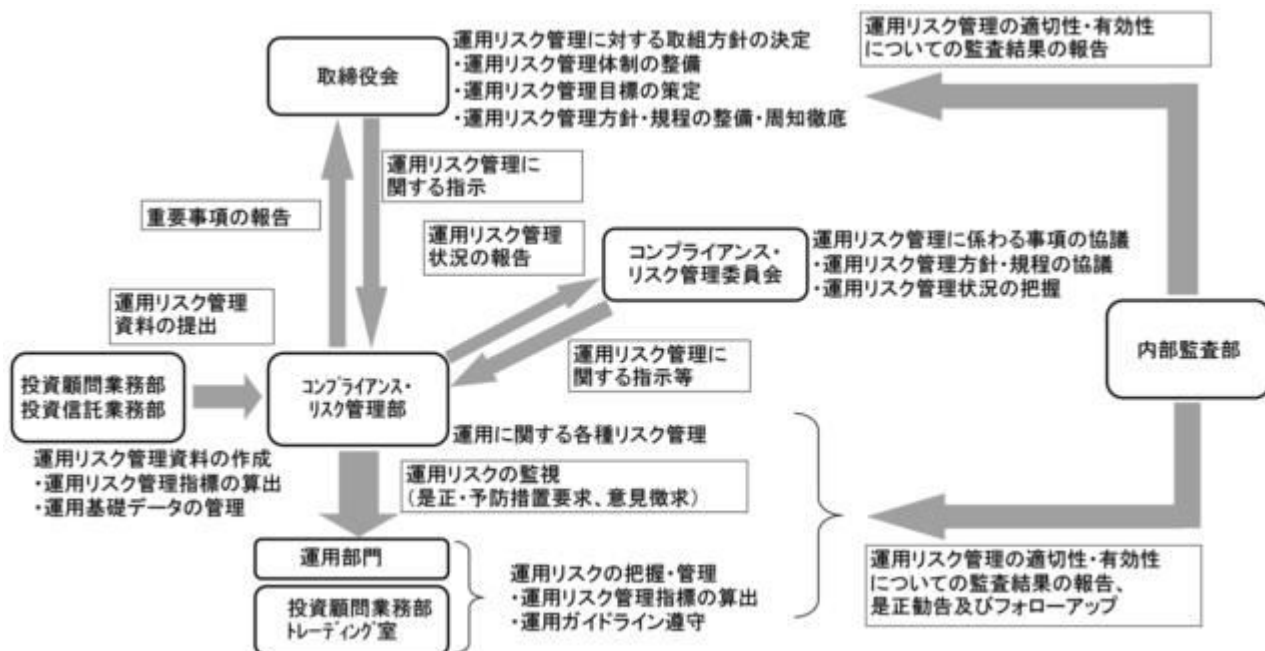 取締役会
運用リスク管理に対する取組方針の決定
・運用リスク管理体制の整備
・運用リスク管理目標の策定
・運用リスク管理方針・規程の整備・周知徹底
運用リスク管理の適切性・有効性
についての監査結果の報告
運用リスク管理に
関する指示
重要事項の報告
運用リスク管理
状況の報告
コンプライアンス・
リスク管理委員会
運用リスク管理に係わる事項の協議
・運用リスク管理方針・規程の協議
・運用リスク管理状況の把握
運用リスク管理
資料の提出
運用リスク管理に
関する指示等
内部監査部
投資顧問業務部
投資信託業務部
コンプライアンス・
リスク管理部
運用に関する各種リスク管理
運用リスク管理資料の作成
・運用リスク管理指標の算出
・運用基礎データの管理
運用リスクの監視
(是正・予防措置要求、意見徴求)
運用部門
投資顧問業務部
トレーディング室
運用リスクの把握・管理
・運用リスク管理指標の算出
・運用ガイドライン遵守
運用リスク管理の適切性・有効性
についての監査結果の報告、
是正勧告及びフォローアップ